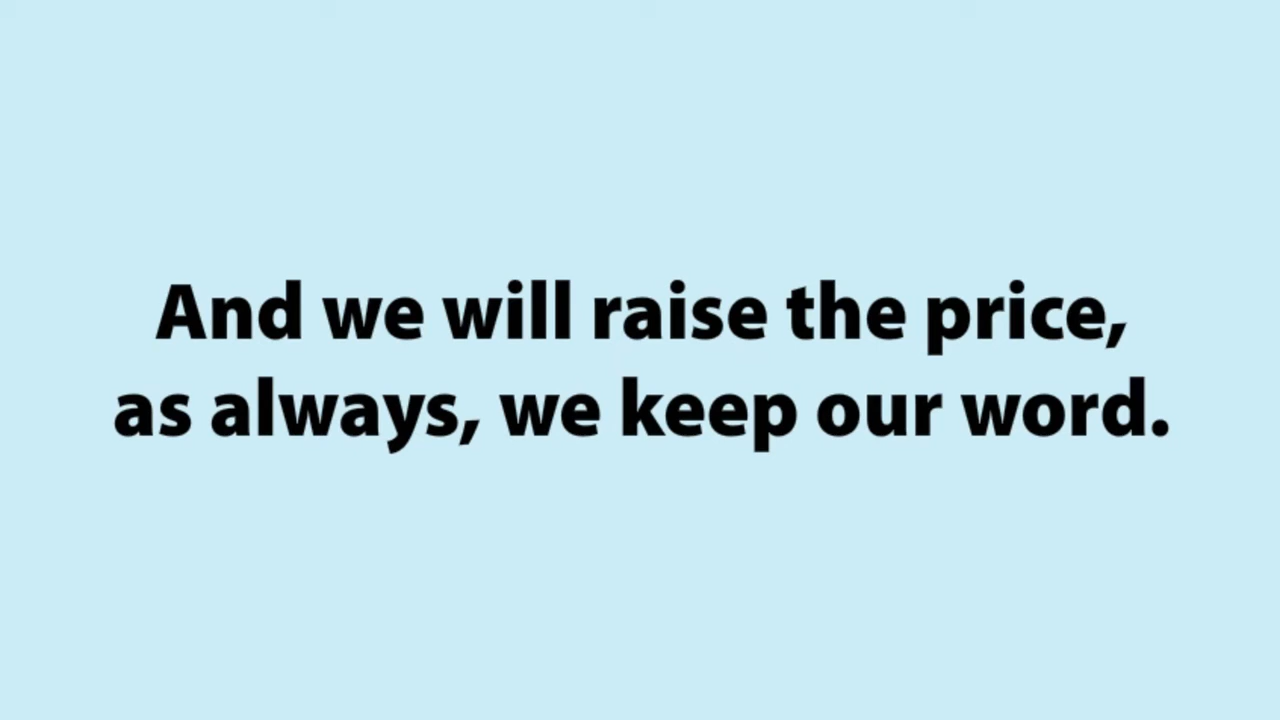 And we will raise the price,
as always, we keep our word.